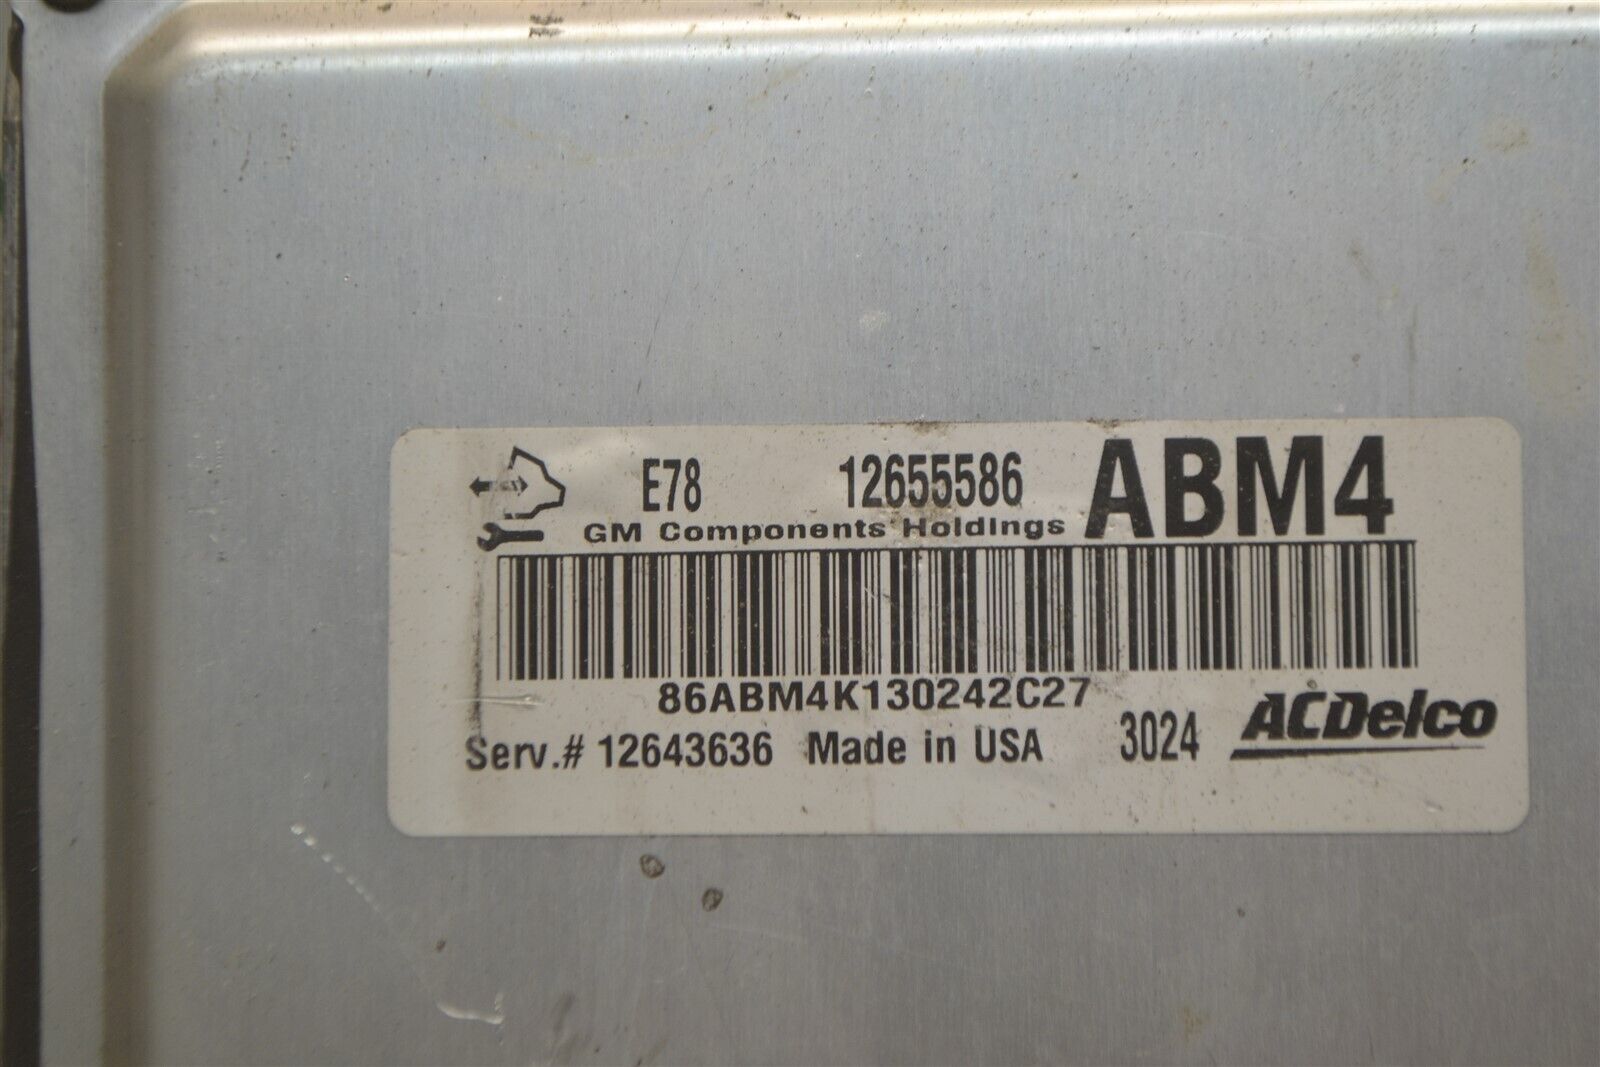 E78 12655586 ABM4
GM Components Holdings
86ABM4K130242C27
Serv.# 12643636 Made in USA 3024 ACDelco